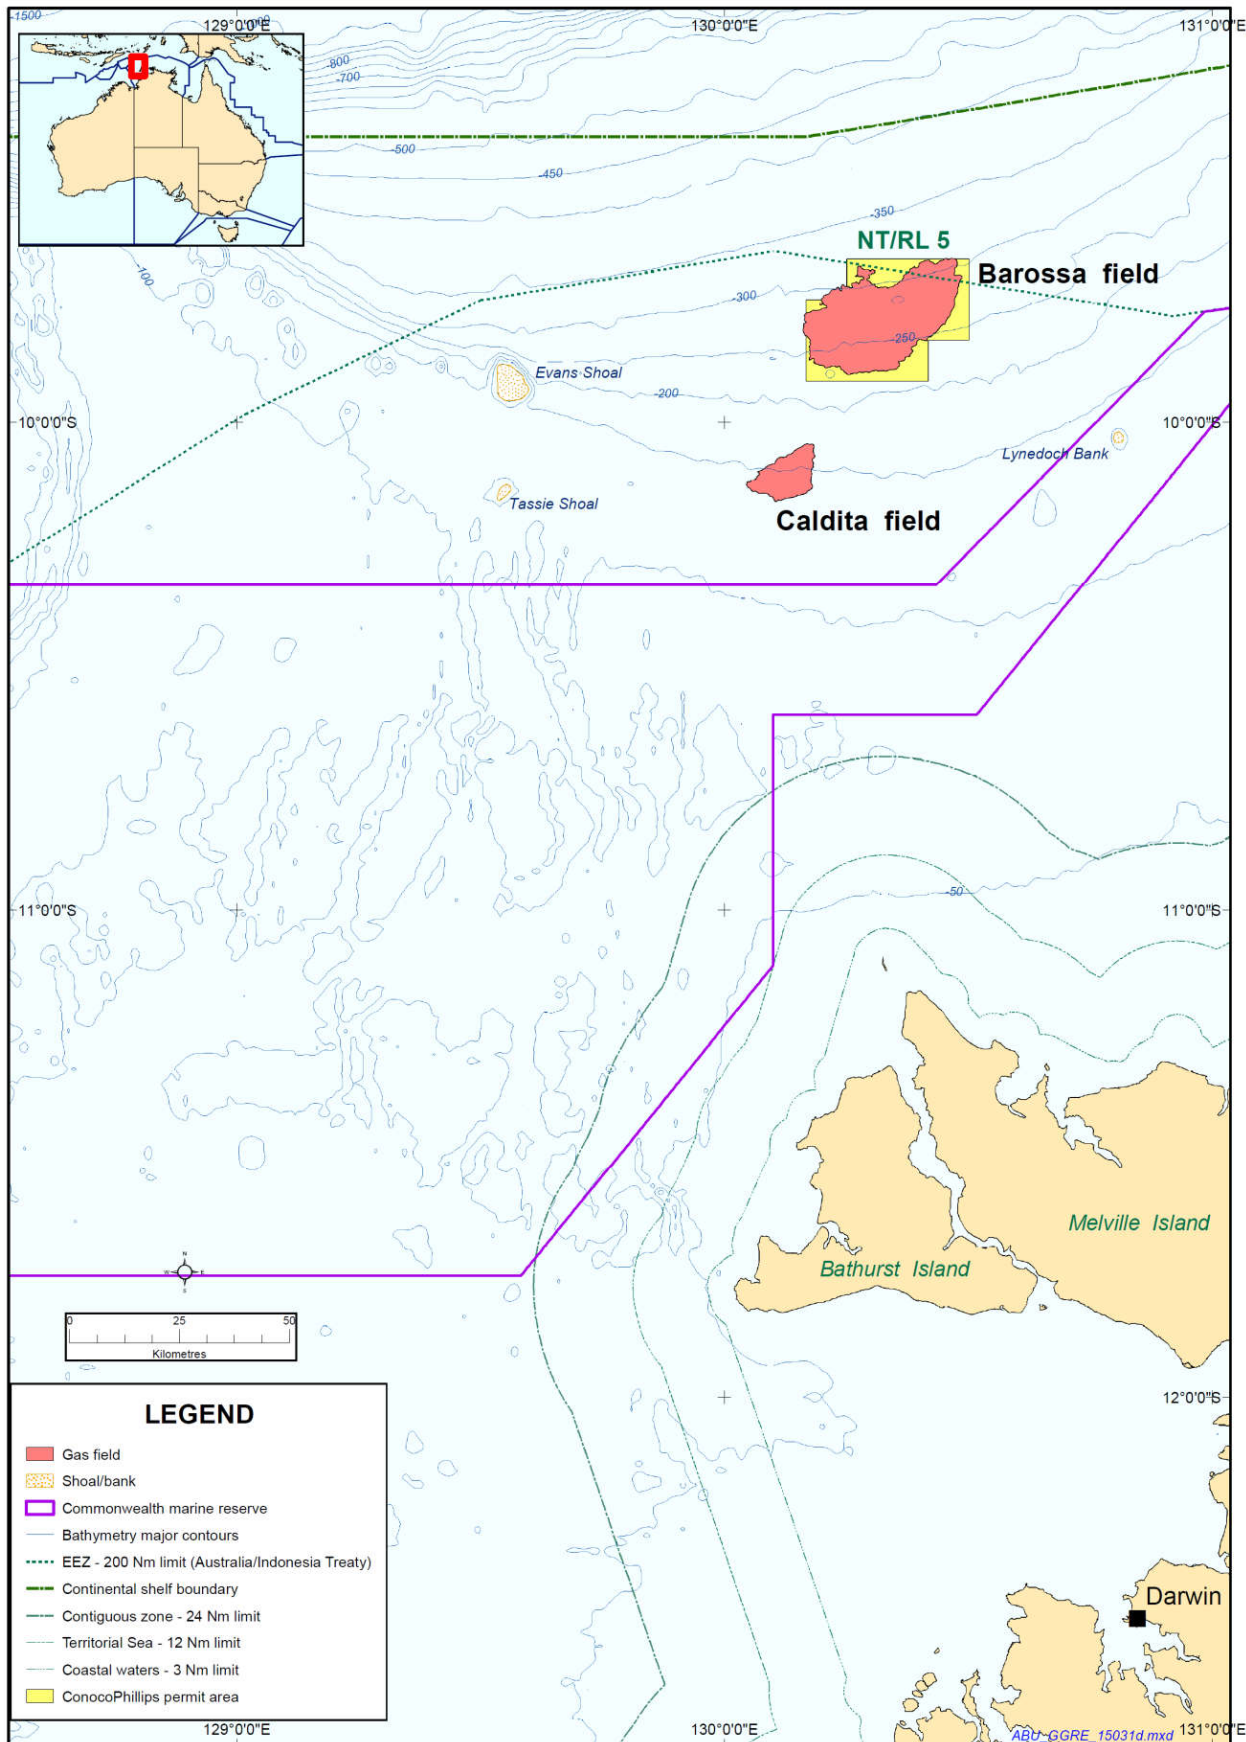 -1500
129°0'0"E
130°0'0"E
131°0'0"E
-800
-700
-500
-450
-350
NT/RL 5
Barossa field
-100
-300
-250
Evans Shoal
-200
10°0'0"S
10°0'0"S
Lynedoch Bank
Tassie Shoal
Caldita field
-50
11°0'0"S
11°0'0"S
Melville Island
Bathurst Island
N
W
E
S
0
25
50
Kilometres
12°0'0"S
LEGEND
Gas field
Shoal/bank
Commonwealth marine reserve
Bathymetry major contours
EEZ - 200 Nm limit (Australia/Indonesia Treaty)
Continental shelf boundary
Contiguous zone - 24 Nm limit
Territorial Sea - 12 Nm limit
Coastal waters - 3 Nm limit
ConocoPhillips permit area
Darwin
129°0'0"E
130°0'0"E
131°0'0"E
ABU_GGRE_15031d.mxd